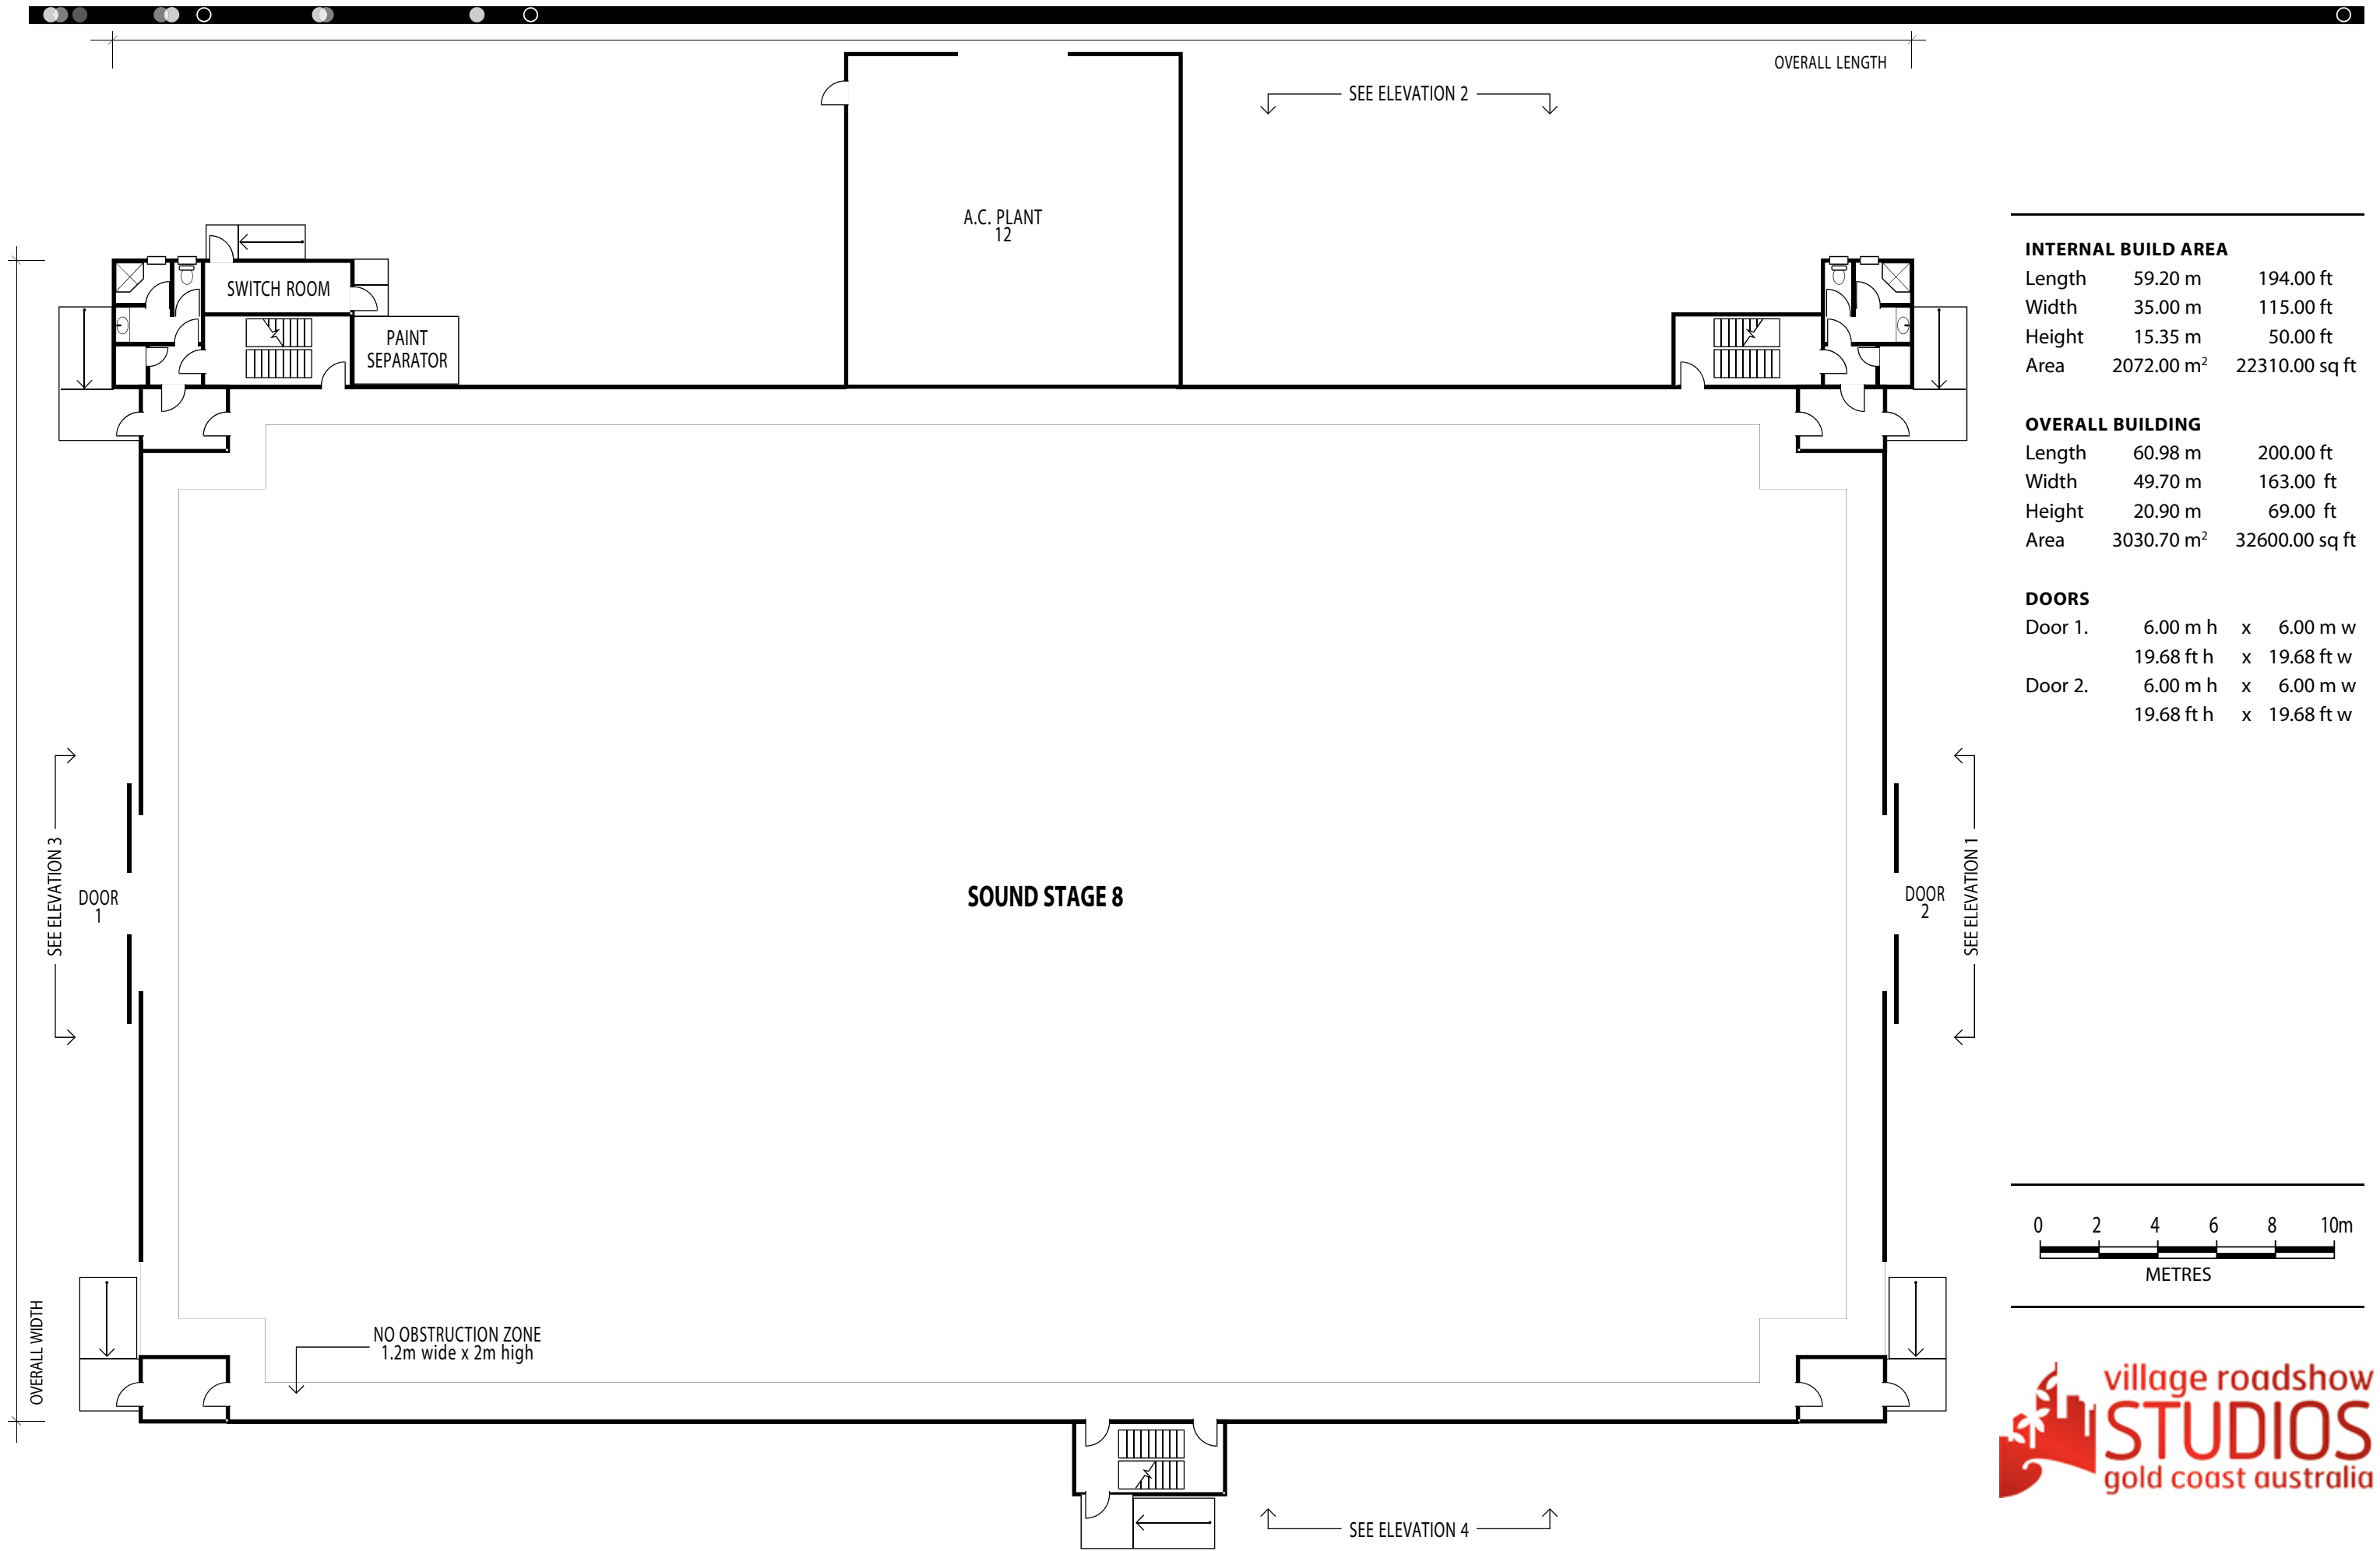 OVERALL LENGTH
SEE ELEVATION 2
A.C. PLANT
12
SWITCH ROOM
PAINT
SEPARATOR
INTERNAL BUILD AREA
Length 59.20 m 194.00 ft
Width 35.00 m 115.00 ft
Height 15.35 m 50.00 ft
Area 2072.00 m² 22310.00 sq ft
OVERALL BUILDING
Length 60.98 m 200.00 ft
Width 49.70 m 163.00 ft
Height 20.90 m 69.00 ft
Area 3030.70 m² 32600.00 sq ft
DOORS
Door 1. 6.00 m h x 6.00 m w
19.68 ft h x 19.68 ft w
Door 2. 6.00 m h x 6.00 m w
19.68 ft h x 19.68 ft w
SEE ELEVATION 3
DOOR
1
SOUND STAGE 8
DOOR
2
SEE ELEVATION 1
0 2 4 6 8 10m
METRES
OVERALL WIDTH
NO OBSTRUCTION ZONE
1.2m wide x 2m high
SEE ELEVATION 4
village roadshow
STUDIOS
gold coast australia